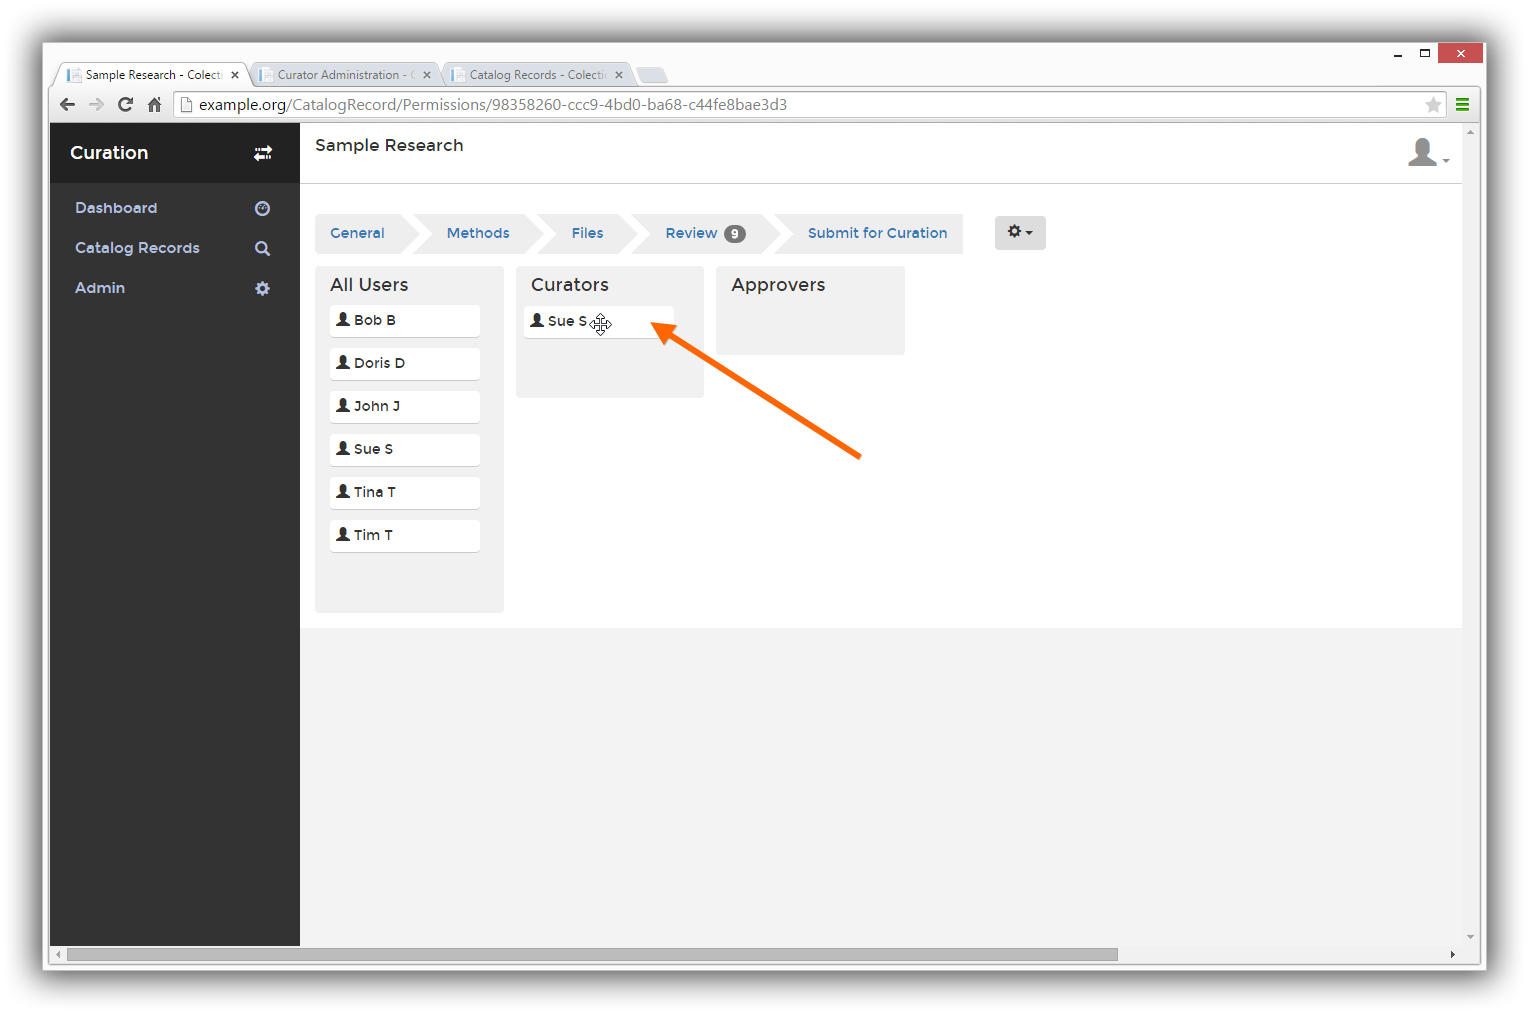 Sample Research - Colecti
Curator Administration - C
Catalog Records - Colectic
example.org/CatalogRecord/Permissions/98358260-ccc9-4bd0-ba68-c44fe8bae3d3
Curation
Sample Research
Dashboard
Catalog Records
Admin
General
Methods
Files
Review 9
Submit for Curation
All Users
Bob B
Doris D
John J
Sue S
Tina T
Tim T
Curators
Sue S
Approvers